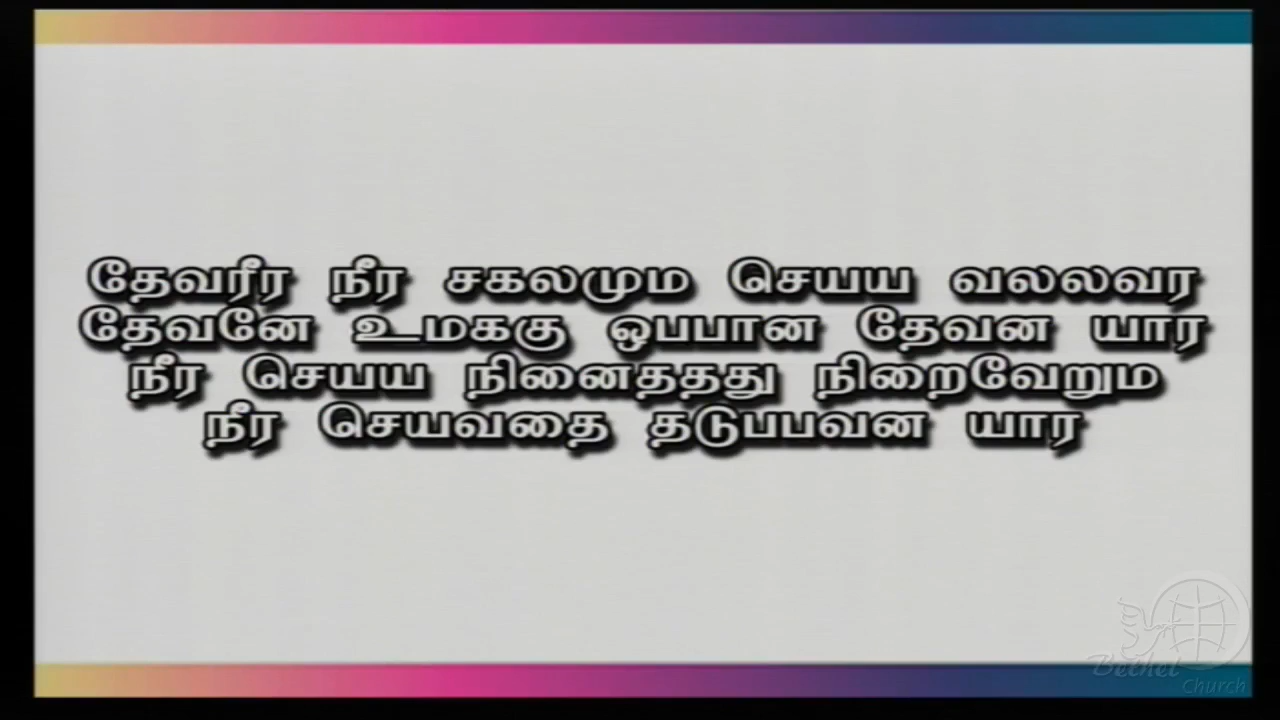 தேவரீர நீர சகலமும செயய வலலவர
தேவனே உமககு ஒபபான தேவன யார
நீர செயய நினைததது நிறைவேறும
நீர செயவதை தடுபபவன யார
Bethel
Church